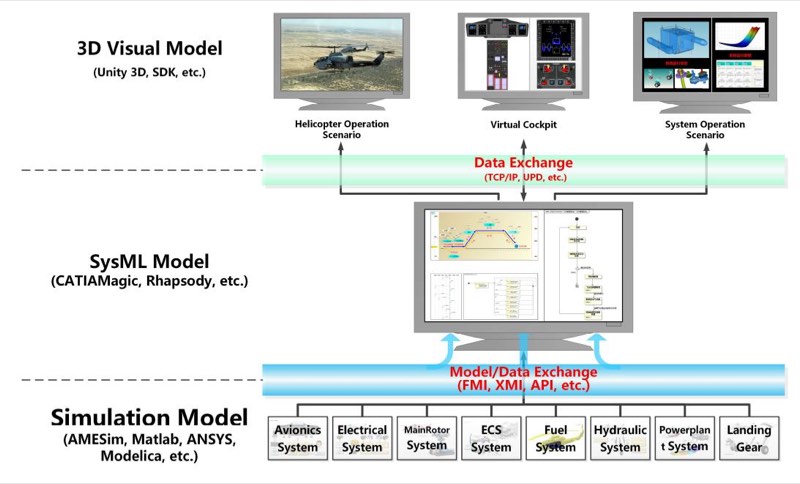 3D Visual Model
(Unity 3D, SDK, etc.)
Helicopter Operation
Scenario
Virtual Cockpit
System Operation
Scenario
Data Exchange
(TCP/IP, UPD, etc.)
SysML Model
(CATIAMagic, Rhapsody, etc.)
Model/Data Exchange
(FMI, XMI, API, etc.)
Simulation Model
(AMESim, Matlab, ANSYS,
Modelica, etc.)
Avionics
System
Electrical
System
MainRotor
System
ECS
System
Fuel
System
Hydraulic
System
Powerplan
t System
Landing
Gear